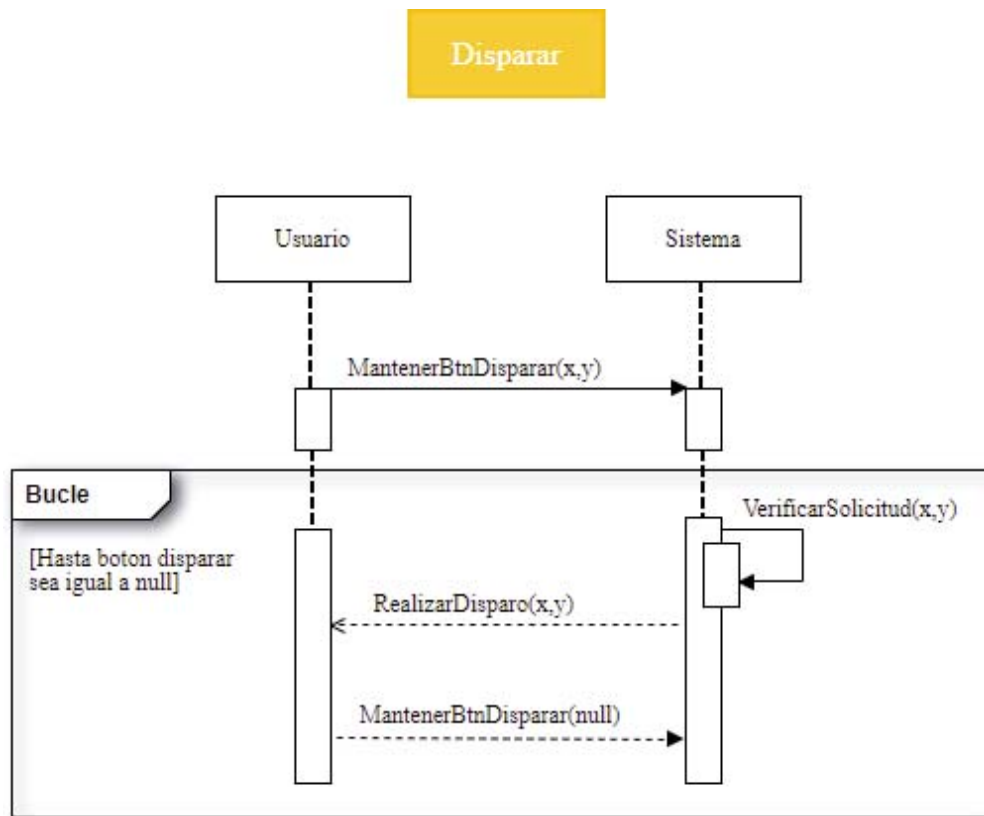 Disparar
Usuario
Sistema
MantenerBtnDisparar(x,y)
Bucle
VerificarSolicitud(x,y)
[Hasta boton disparar
sea igual a null]
RealizarDisparo(x,y)
MantenerBtnDisparar(null)